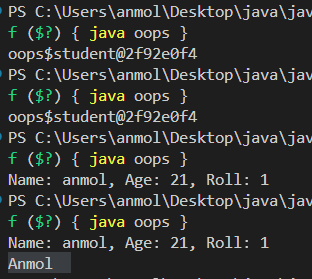 PS C:\Users\anmol\Desktop\java\jav
f ($?) { java oops }
oops$student@2f92e0f4
PS C:\Users\anmol\Desktop\java\jav
f ($?) { java oops }
oops$student@2f92e0f4
PS C:\Users\anmol\Desktop\java\jav
f ($?) { java oops }
Name: anmol, Age: 21, Roll: 1
PS C:\Users\anmol\Desktop\java\jav
f ($?) { java oops }
Name: anmol, Age: 21, Roll: 1
Anmol